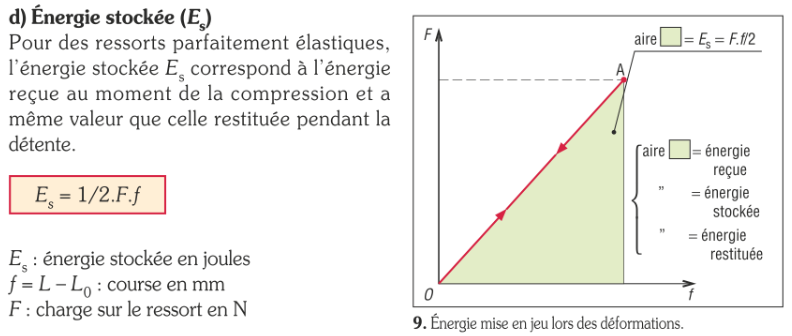 d) Énergie stockée (Es)
Pour des ressorts parfaitement élastiques,
l'énergie stockée Es correspond à l'énergie
reçue au moment de la compression et a
même valeur que celle restituée pendant la
détente.
Es = 1/2.F.f
Es : énergie stockée en joules
f = L – L0 : course en mm
F : charge sur le ressort en N
F
aire = Es = F.f/2
A
aire = énergie
reçue
" = énergie
stockée
" = énergie
restituée
O
f
9. Énergie mise en jeu lors des déformations.